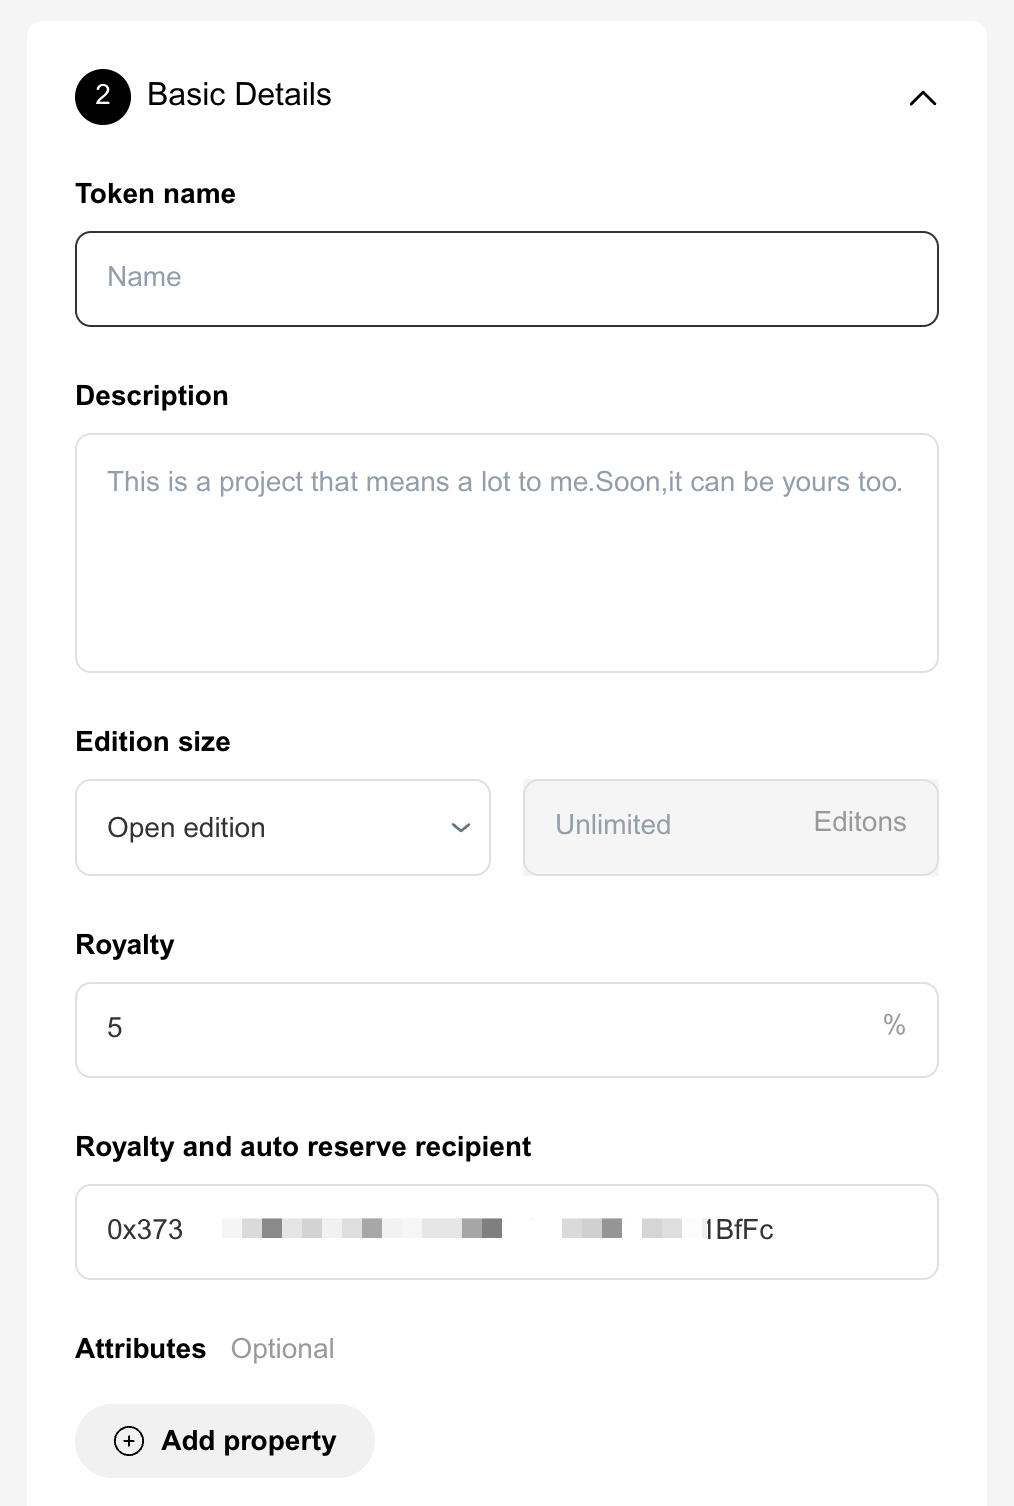 2 Basic Details
Token name
Name
Description
This is a project that means a lot to me.Soon,it can be yours too.
Edition size
Open edition
Unlimited Editons
Royalty
5 %
Royalty and auto reserve recipient
0x373 1BfFc
Attributes Optional
Add property